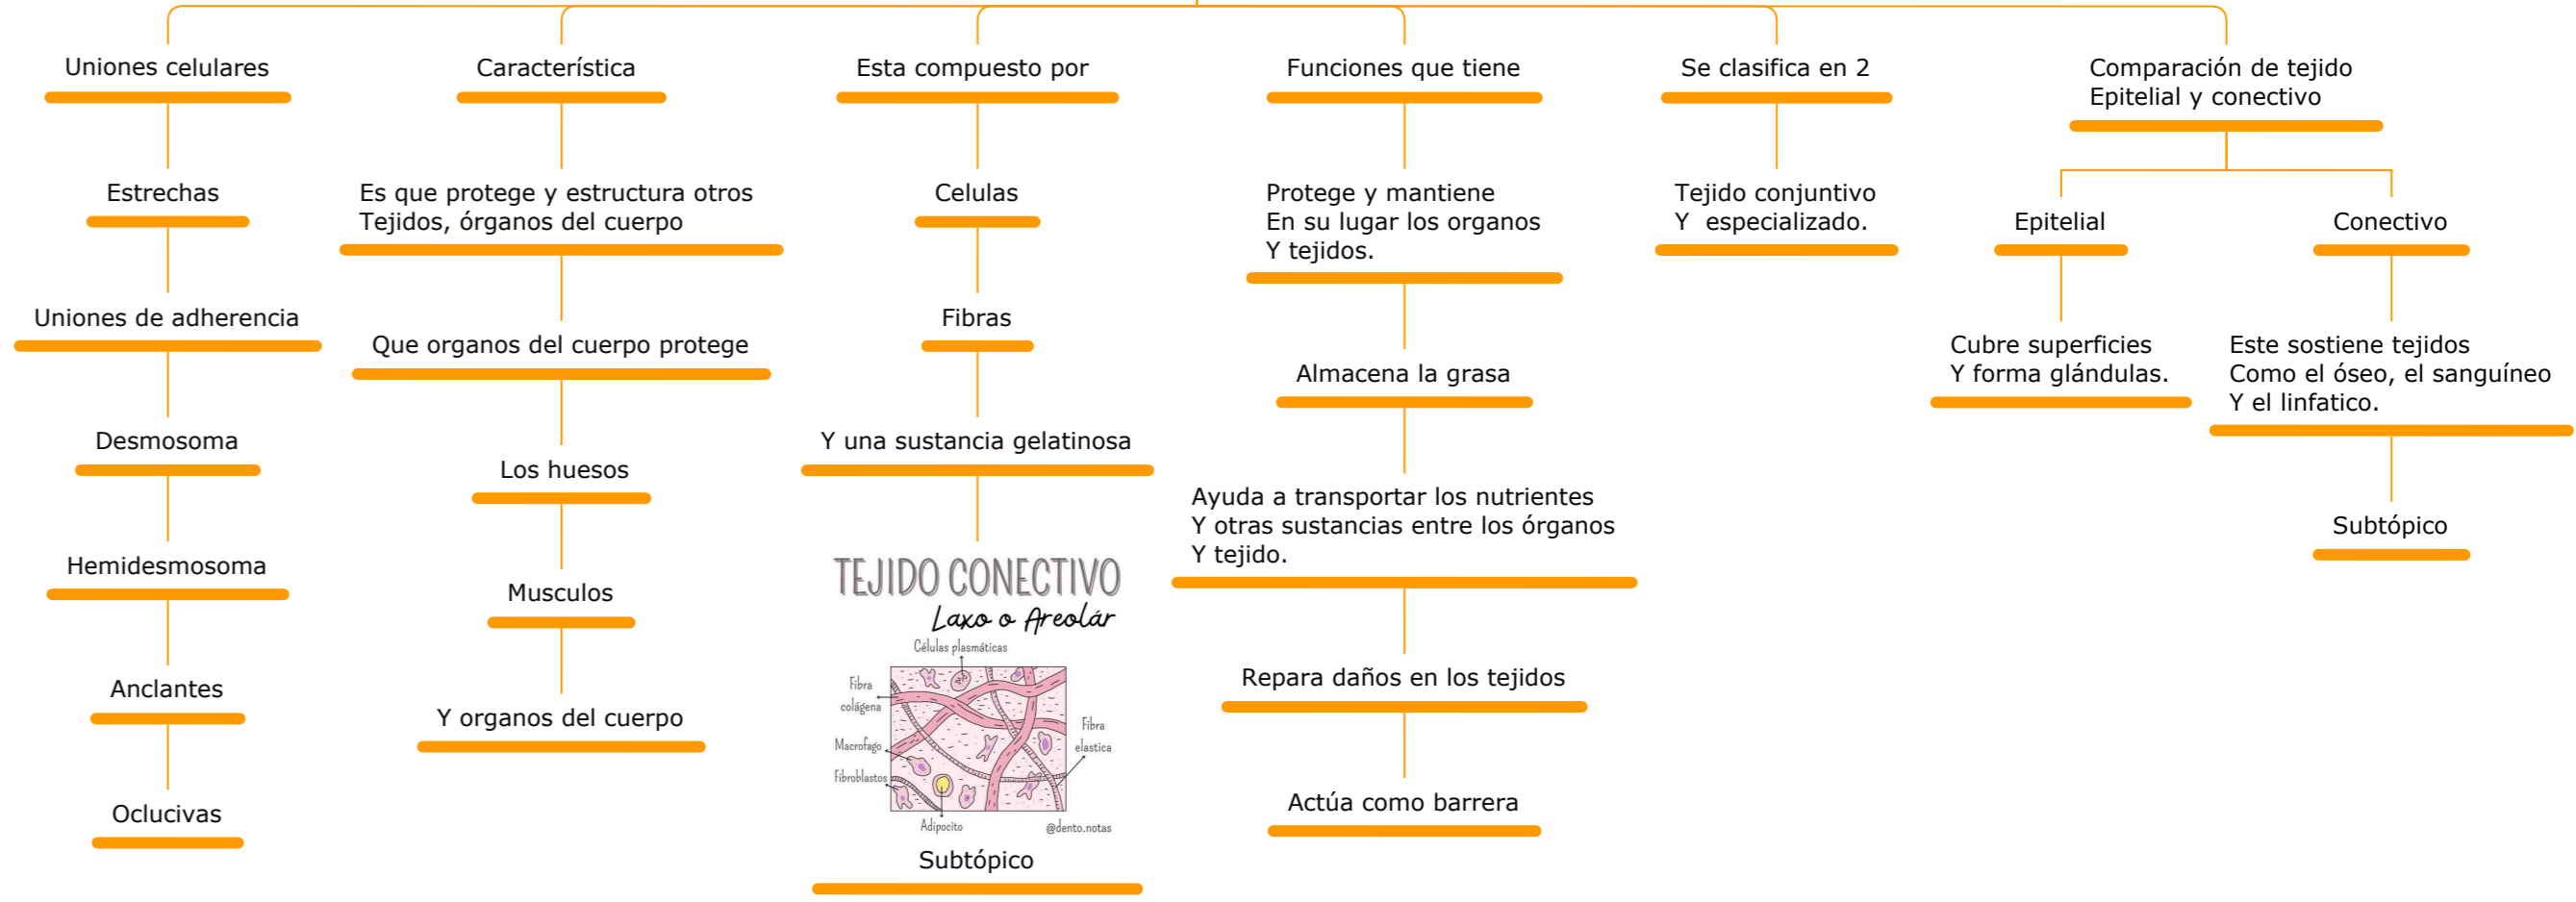 Uniones celulares
Estrechas
Uniones de adherencia
Desmosoma
Hemidesmosoma
Anclantes
Oclucivas
Característica
Es que protege y estructura otros
Tejidos, órganos del cuerpo
Que organos del cuerpo protege
Los huesos
Musculos
Y organos del cuerpo
Esta compuesto por
Celulas
Fibras
Y una sustancia gelatinosa
TEJIDO CONECTIVO
Laxo o Areolár
Células plasmáticas
Fibra
colágena
Macrofago
Fibroblastos
Fibra
elastica
Adipocito
@dento.notas
Subtópico
Funciones que tiene
Protege y mantiene
En su lugar los organos
Y tejidos.
Almacena la grasa
Ayuda a transportar los nutrientes
Y otras sustancias entre los órganos
Y tejido.
Repara daños en los tejidos
Actúa como barrera
Se clasifica en 2
Tejido conjuntivo
Y especializado.
Comparación de tejido
Epitelial y conectivo
Epitelial
Cubre superficies
Y forma glándulas.
Conectivo
Este sostiene tejidos
Como el óseo, el sanguíneo
Y el linfatico.
Subtópico